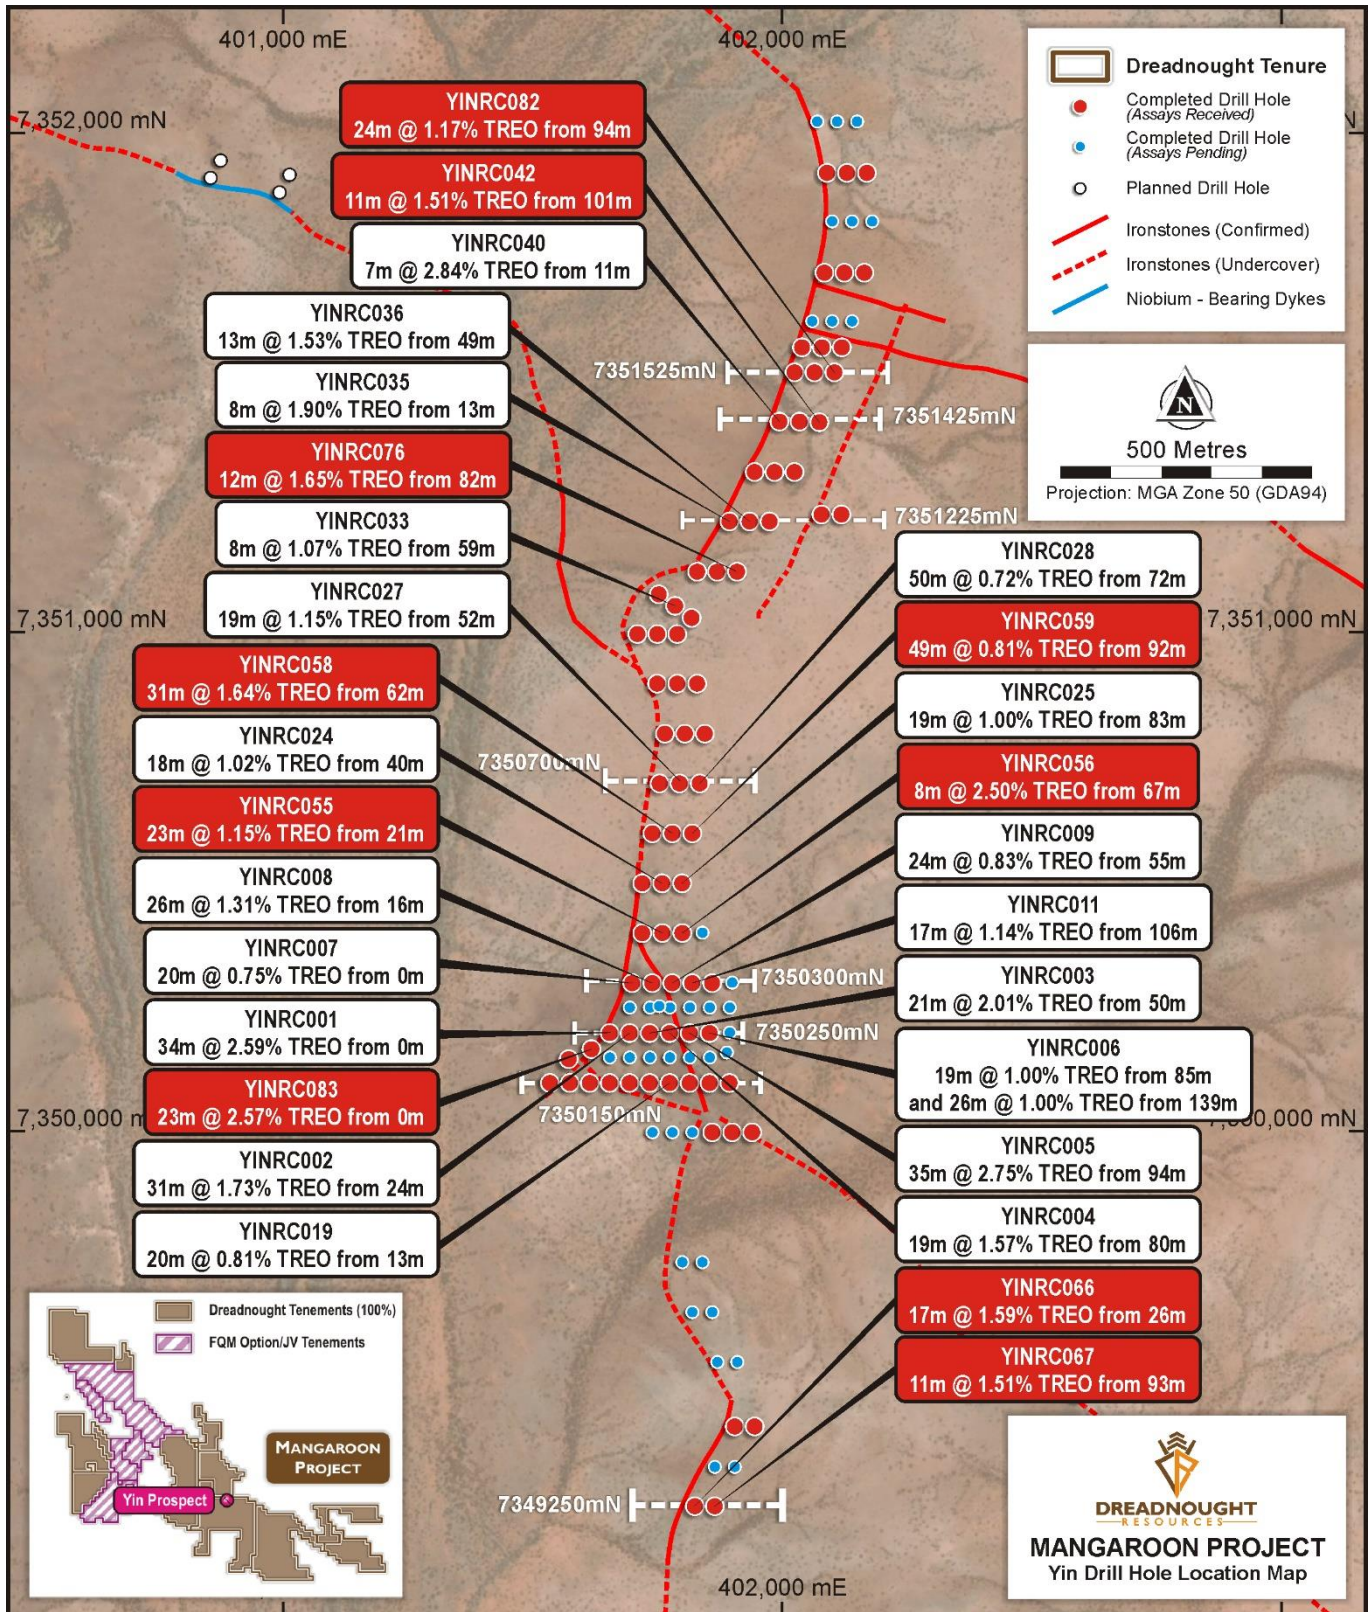 401,000 mE
402,000 mE
7,352,000 mN
N
Dreadnought Tenure
Completed Drill Hole
(Assays Received)
Completed Drill Hole
(Assays Pending)
Planned Drill Hole
Ironstones (Confirmed)
Ironstones (Undercover)
Niobium - Bearing Dykes
N
500 Metres
Projection: MGA Zone 50 (GDA94)
YINRC082
24m @ 1.17% TREO from 94m
YINRC042
11m @ 1.51% TREO from 101m
YINRC040
7m @ 2.84% TREO from 11m
YINRC036
13m @ 1.53% TREO from 49m
YINRC035
8m @ 1.90% TREO from 13m
YINRC076
12m @ 1.65% TREO from 82m
YINRC033
8m @ 1.07% TREO from 59m
YINRC027
19m @ 1.15% TREO from 52m
7,351,000 mN
7,351,000 mN
YINRC058
31m @ 1.64% TREO from 62m
YINRC024
18m @ 1.02% TREO from 40m
YINRC055
23m @ 1.15% TREO from 21m
YINRC008
26m @ 1.31% TREO from 16m
YINRC007
20m @ 0.75% TREO from 0m
YINRC001
34m @ 2.59% TREO from 0m
YINRC083
23m @ 2.57% TREO from 0m
YINRC002
31m @ 1.73% TREO from 24m
YINRC019
20m @ 0.81% TREO from 13m
7351525mN
7351425mN
7351225mN
7350700mN
7350300mN
7350250mN
7350150mN
7349250mN
YINRC028
50m @ 0.72% TREO from 72m
YINRC059
49m @ 0.81% TREO from 92m
YINRC025
19m @ 1.00% TREO from 83m
YINRC056
8m @ 2.50% TREO from 67m
YINRC009
24m @ 0.83% TREO from 55m
YINRC011
17m @ 1.14% TREO from 106m
YINRC003
21m @ 2.01% TREO from 50m
YINRC006
19m @ 1.00% TREO from 85m
and 26m @ 1.00% TREO from 139m
YINRC005
35m @ 2.75% TREO from 94m
YINRC004
19m @ 1.57% TREO from 80m
YINRC066
17m @ 1.59% TREO from 26m
YINRC067
11m @ 1.51% TREO from 93m
7,350,000 m
,000 mN
Dreadnought Tenements (100%)
FQM Option/JV Tenements
MANGAROON
PROJECT
Yin Prospect
402,000 mE
DREADNOUGHT
RESOURCES
MANGAROON PROJECT
Yin Drill Hole Location Map